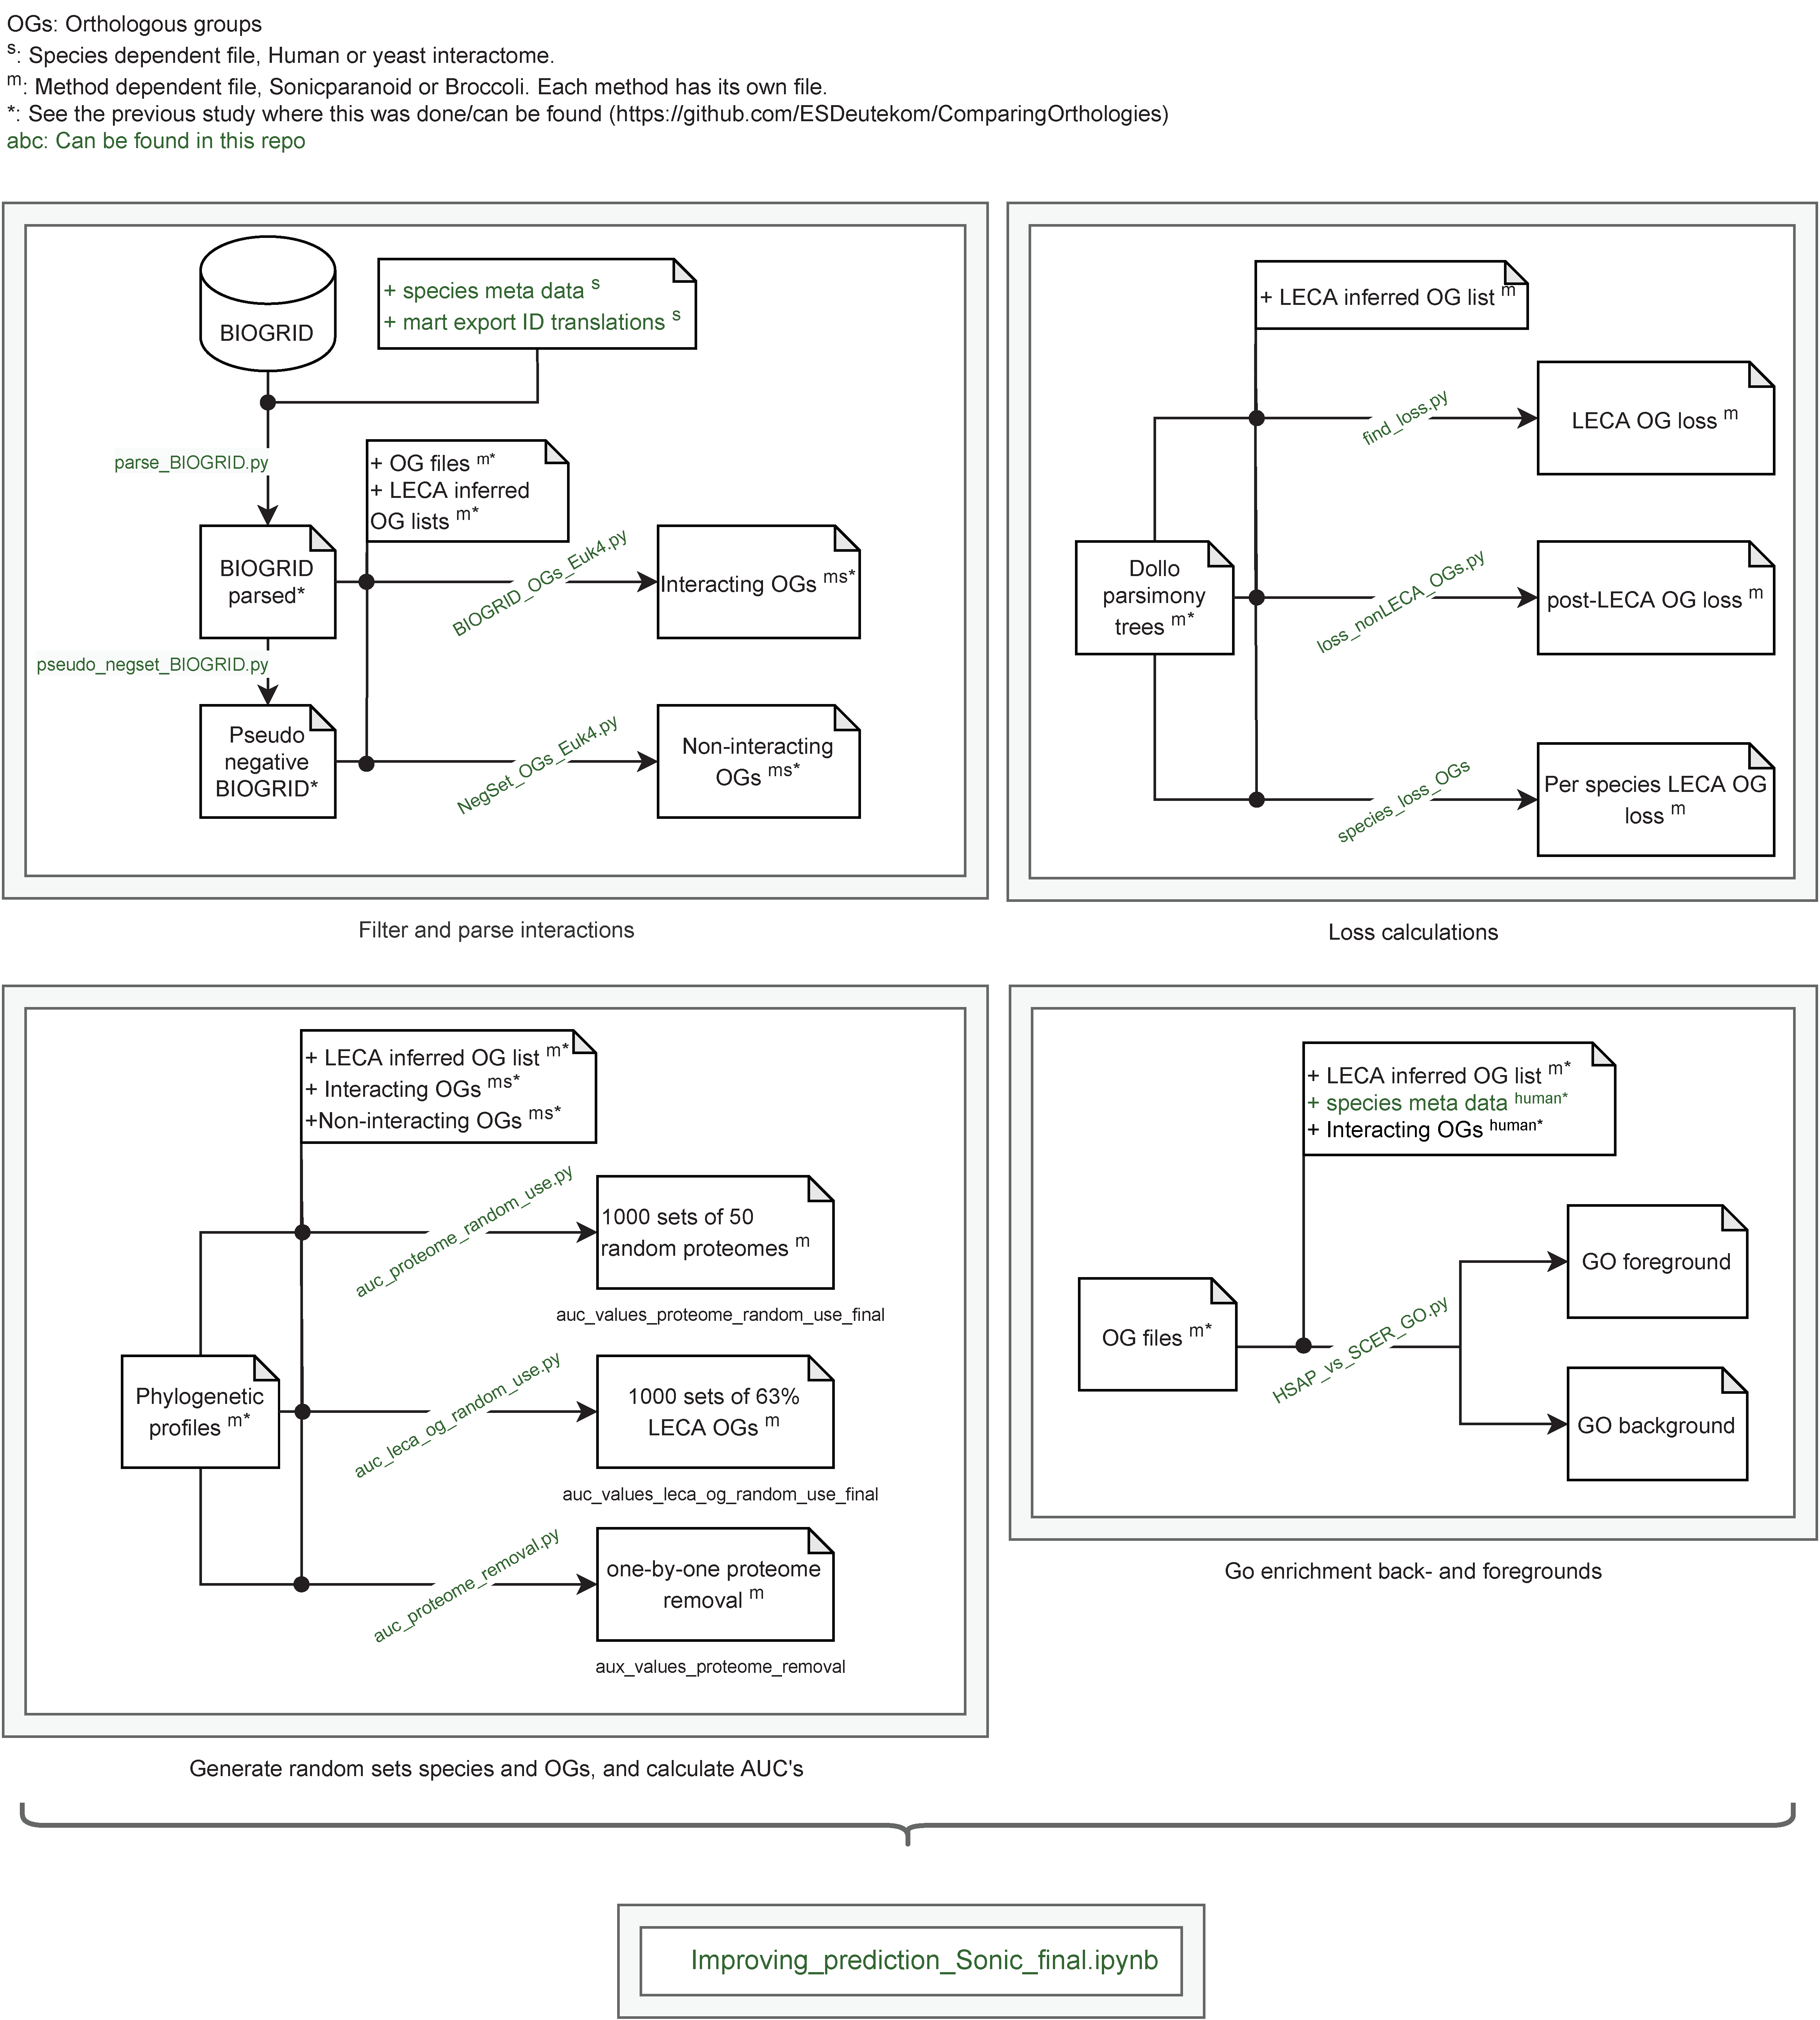 OGs: Orthologous groups
s: Species dependent file, Human or yeast interactome.
m: Method dependent file, Sonicparanoid or Broccoli. Each method has its own file.
*: See the previous study where this was done/can be found (https://github.com/ESDeutekom/ComparingOrthologies)
abc: Can be found in this repo
BIOGRID
+ species meta data s
+ mart export ID translations s
parse_BIOGRID.py
+ OG files m*
+ LECA inferred
OG lists m*
BIOGRID
parsed*
BIOGRID_OGs_Euk4.py
Interacting OGs ms*
pseudo_negset_BIOGRID.py
Pseudo
negative
BIOGRID*
NegSet_OGs_Euk4.py
Non-interacting
OGs ms*
Filter and parse interactions
+ LECA inferred OG list m
find_loss.py
LECA OG loss m
Dollo
parsimony
trees m*
loss_nonLECA_OGs.py
post-LECA OG loss m
species_loss_OGs
Per species LECA OG
loss m
Loss calculations
+ LECA inferred OG list m*
+ Interacting OGs ms*
+Non-interacting OGs ms*
auc_proteome_random_use.py
1000 sets of 50
random proteomes m
auc_values_proteome_random_use_final
Phylogenetic
profiles m*
auc_leca_og_random_use.py
1000 sets of 63%
LECA OGs m
auc_values_leca_og_random_use_final
auc_proteome_removal.py
one-by-one proteome
removal m
aux_values_proteome_removal
Generate random sets species and OGs, and calculate AUC's
+ LECA inferred OG list m*
+ species meta data human*
+ Interacting OGs human*
OG files m*
HSAP_vs_SCER_GO.py
GO foreground
GO background
Go enrichment back- and foregrounds
Improving_prediction_Sonic_final.ipynb